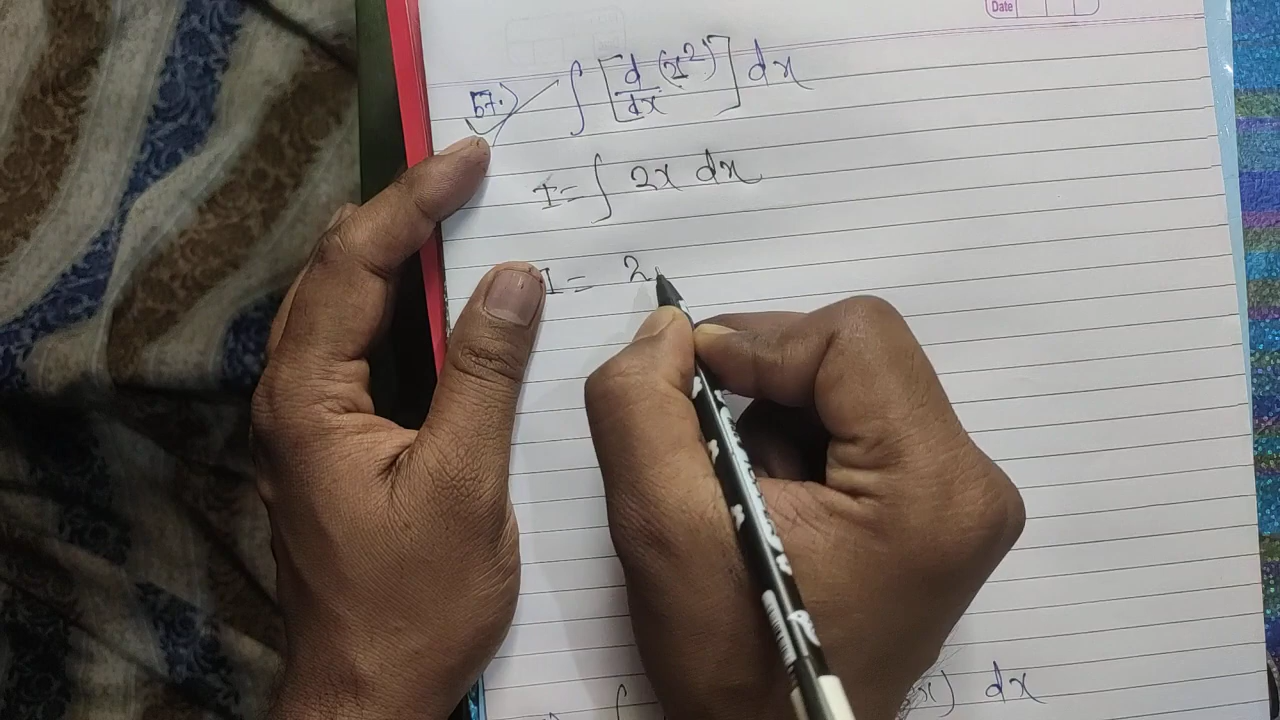 Date
57.) ∫ [d/dx (x²)] dx
I = ∫ 2x dx
I = 2
x) dx